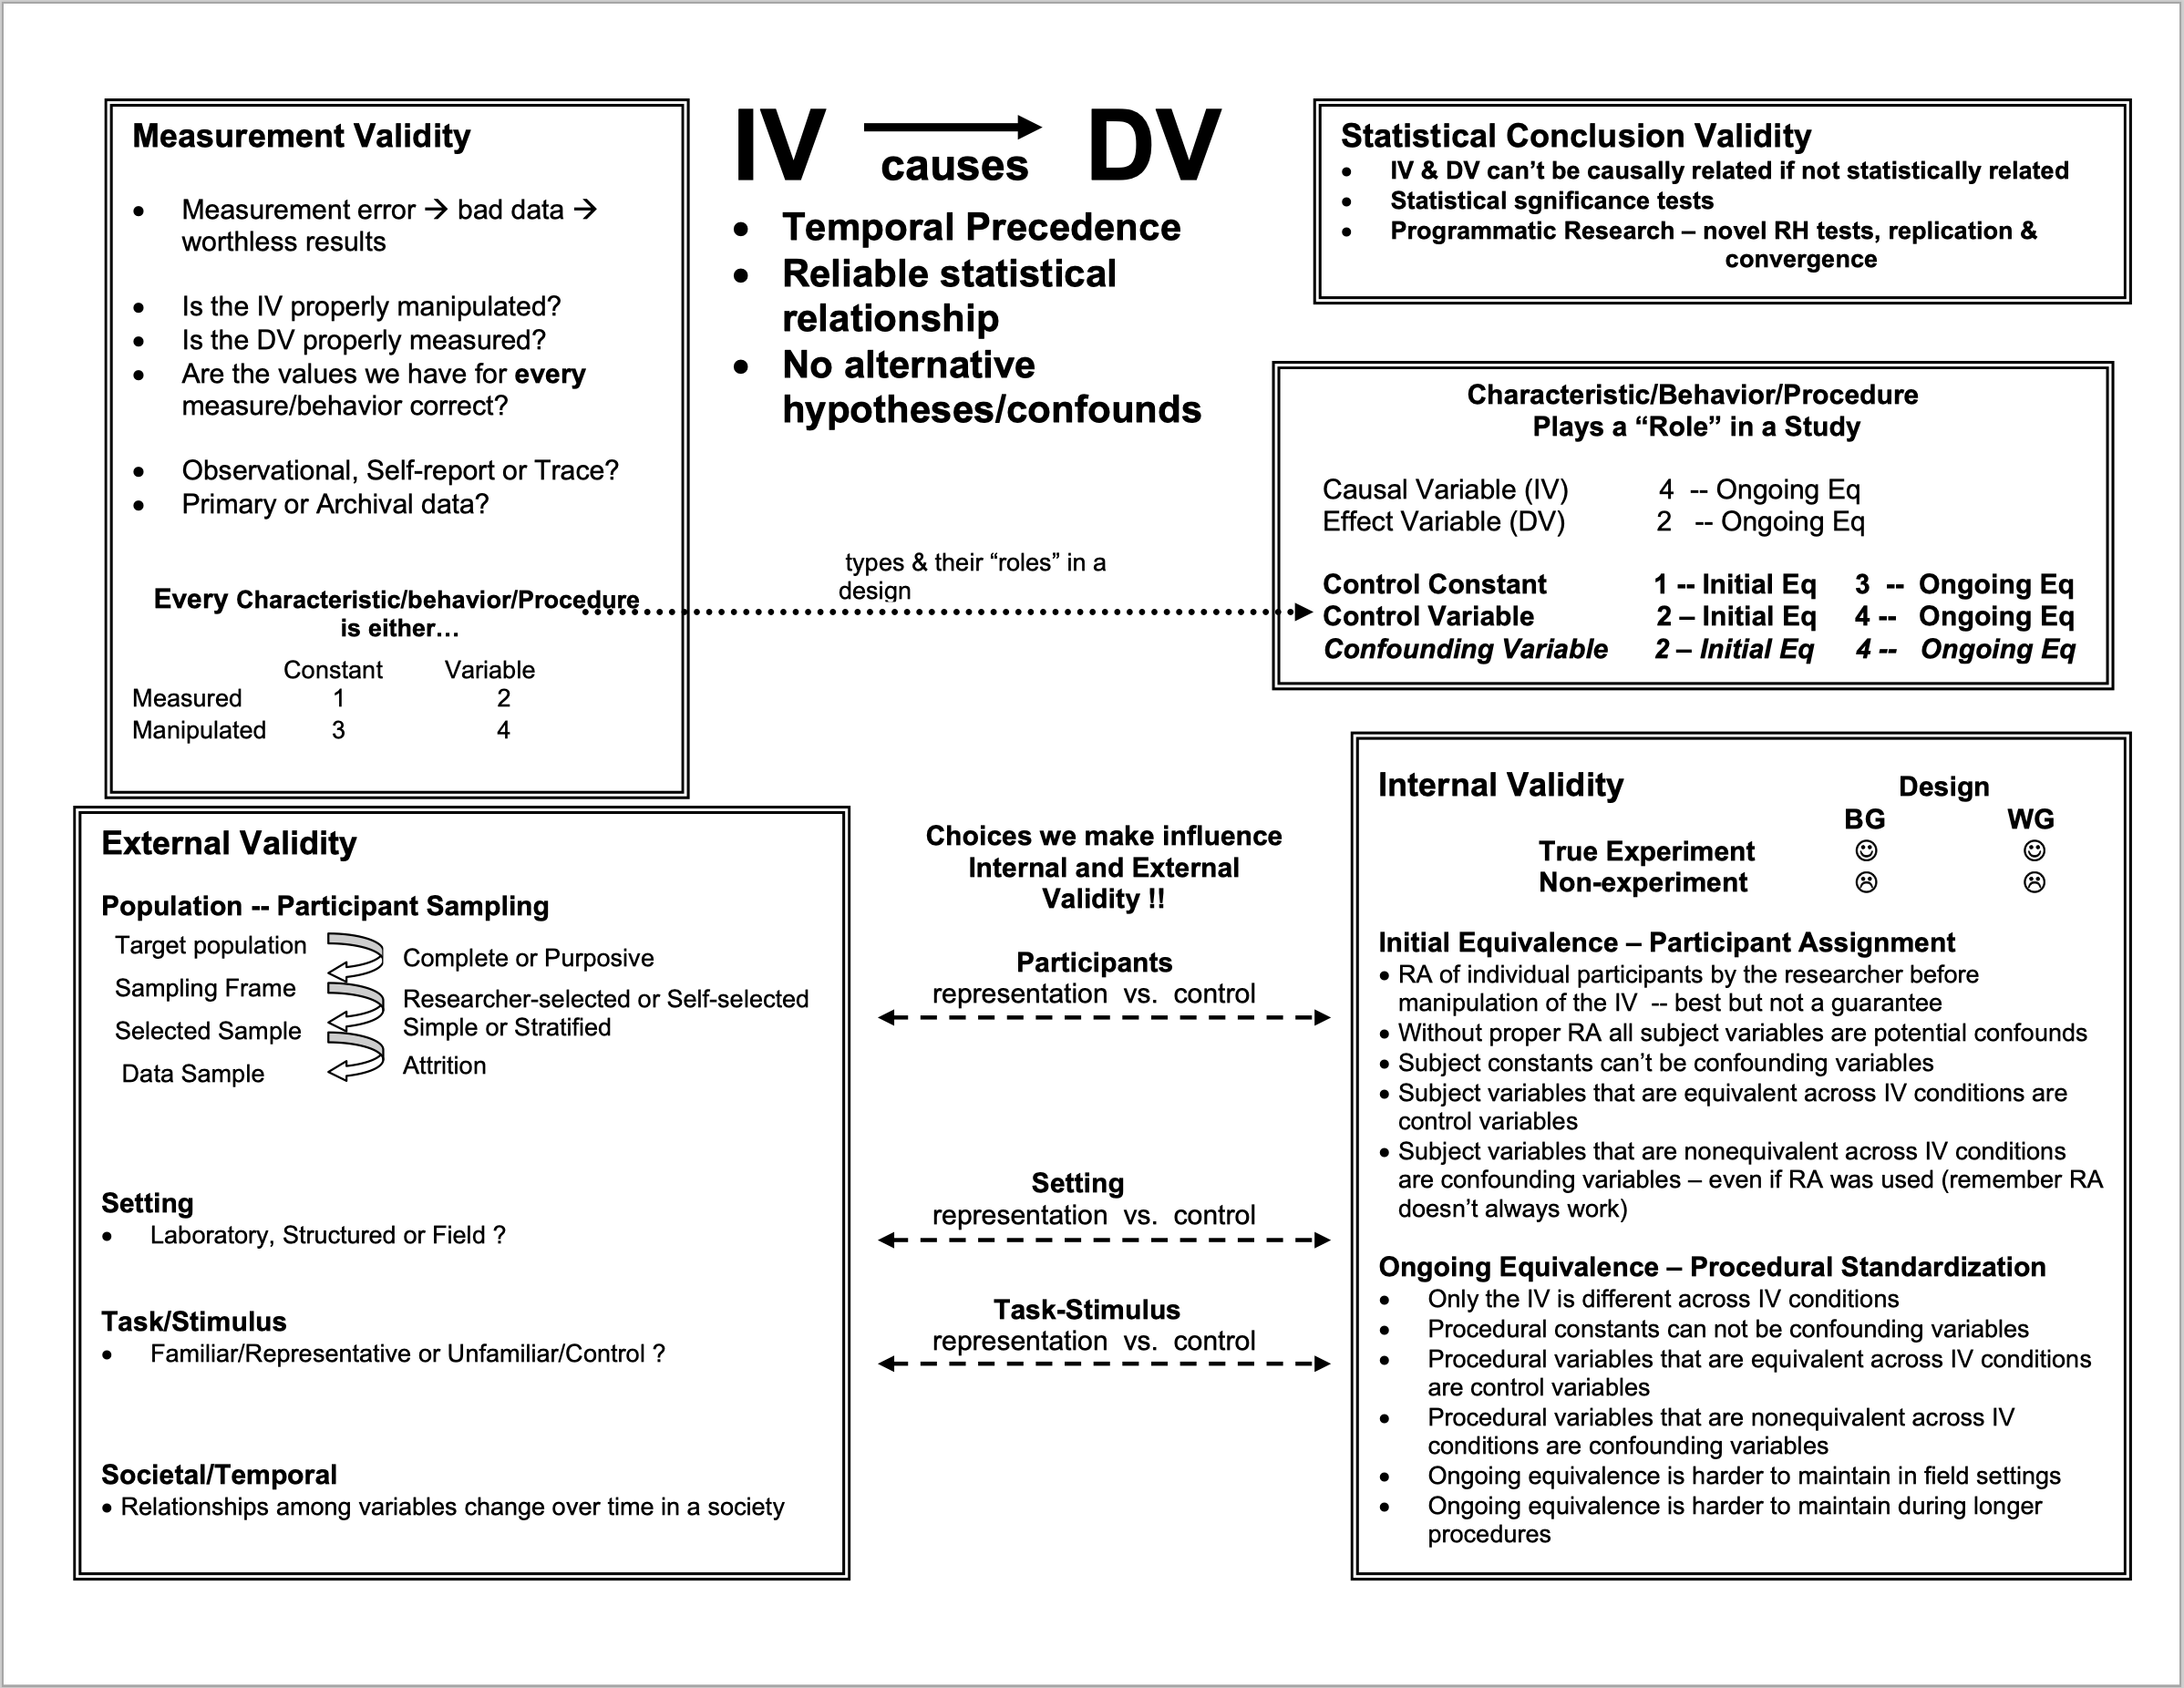 Measurement Validity
• Measurement error → bad data →
worthless results
• Is the IV properly manipulated?
• Is the DV properly measured?
• Are the values we have for every
measure/behavior correct?
• Observational, Self-report or Trace?
• Primary or Archival data?
Every Characteristic/behavior/Procedure
is either…
Constant Variable
Measured 1 2
Manipulated 3 4
IV causes DV
• Temporal Precedence
• Reliable statistical
relationship
• No alternative
hypotheses/confounds
types & their “roles” in a
design
Statistical Conclusion Validity
• IV & DV can’t be causally related if not statistically related
• Statistical sgnificance tests
• Programmatic Research – novel RH tests, replication &
convergence
Characteristic/Behavior/Procedure
Plays a “Role” in a Study
Causal Variable (IV) 4 -- Ongoing Eq
Effect Variable (DV) 2 -- Ongoing Eq
Control Constant 1 -- Initial Eq 3 -- Ongoing Eq
Control Variable 2 – Initial Eq 4 -- Ongoing Eq
Confounding Variable 2 – Initial Eq 4 -- Ongoing Eq
External Validity
Population -- Participant Sampling
Target population
Complete or Purposive
Sampling Frame
Researcher-selected or Self-selected
Simple or Stratified
Selected Sample
Attrition
Data Sample
Setting
• Laboratory, Structured or Field ?
Task/Stimulus
• Familiar/Representative or Unfamiliar/Control ?
Societal/Temporal
• Relationships among variables change over time in a society
Choices we make influence
Internal and External
Validity !!
Participants
representation vs. control
Setting
representation vs. control
Task-Stimulus
representation vs. control
Internal Validity Design
BG WG
True Experiment ☺ ☺
Non-experiment ☹ ☹
Initial Equivalence – Participant Assignment
• RA of individual participants by the researcher before
manipulation of the IV -- best but not a guarantee
• Without proper RA all subject variables are potential confounds
• Subject constants can’t be confounding variables
• Subject variables that are equivalent across IV conditions are
control variables
• Subject variables that are nonequivalent across IV conditions
are confounding variables – even if RA was used (remember RA
doesn’t always work)
Ongoing Equivalence – Procedural Standardization
• Only the IV is different across IV conditions
• Procedural constants can not be confounding variables
• Procedural variables that are equivalent across IV conditions
are control variables
• Procedural variables that are nonequivalent across IV
conditions are confounding variables
• Ongoing equivalence is harder to maintain in field settings
• Ongoing equivalence is harder to maintain during longer
procedures